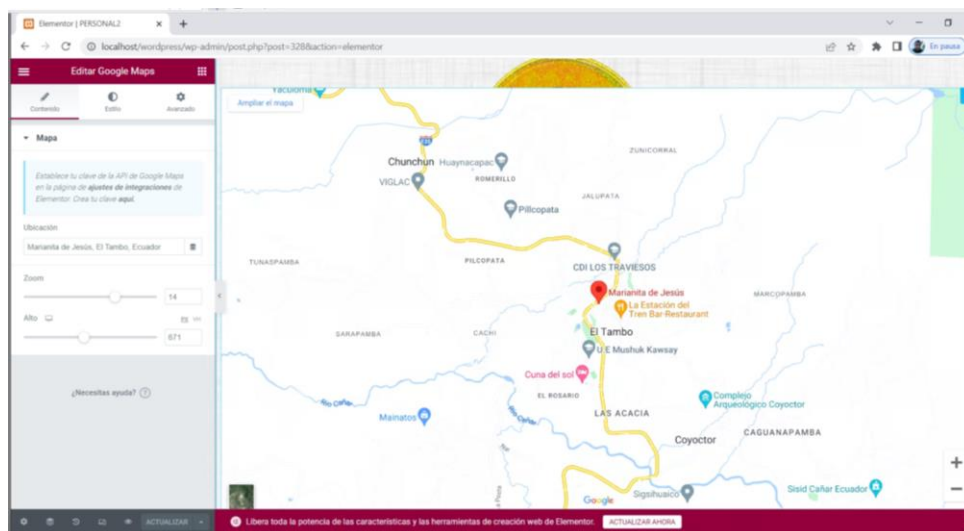 Elementor | PERSONAL2
localhost/wordpress/wp-admin/post.php?post=328&action=elementor
En pausa
Editar Google Maps
Contenido
Estilo
Avanzado
Mapa
Establece tu clave de la API de Google Maps
en la página de ajustes de integraciones de
Elementor. Crea tu clave aquí.
Ubicación
Marianita de Jesús, El Tambo, Ecuador
Zoom
14
Alto
671
¿Necesitas ayuda?
ACTUALIZAR
Ampliar el mapa
Chunchun
Huaynacapac
ZUNICORRAL
VIGLAC
ROMERILLO
JALUPATA
Pillcopata
TUNASPAMBA
PILCOPATA
CDI LOS TRAVIESOS
Marianita de Jesús
MARCOPAMBA
La Estación del
Tren Bar-Restaurant
SARAPAMBA
CACHI
El Tambo
U E Mushuk Kawsay
Cuna del sol
EL ROSARIO
Complejo
Arqueológico Coyoctor
Río Cañar
Mainatos
LAS ACACIA
Río Cañar
CAGUANAPAMBA
Coyoctor
Sigsihuaico
Sisid Cañar Ecuador
Google
Libera toda la potencia de las características y las herramientas de creación web de Elementor.
ACTUALIZAR AHORA